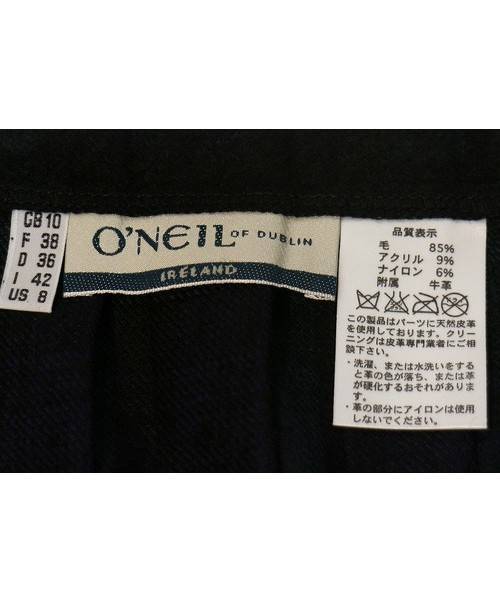 GB 10
F 38
D 36
I 42
US 8
O'NEIL OF DUBLIN
IRELAND
品質表示
毛 85%
アクリル 9%
ナイロン 6%
附属 牛革
この製品はパーツに天然皮革
を使用しております。クリー
ニングは皮革専門業者にご相
談下さい。
・洗濯、または水洗いをする
と革の色が落ち、または革
が硬化するおそれがありま
す。
・革の部分にアイロンは使用
しないでください。